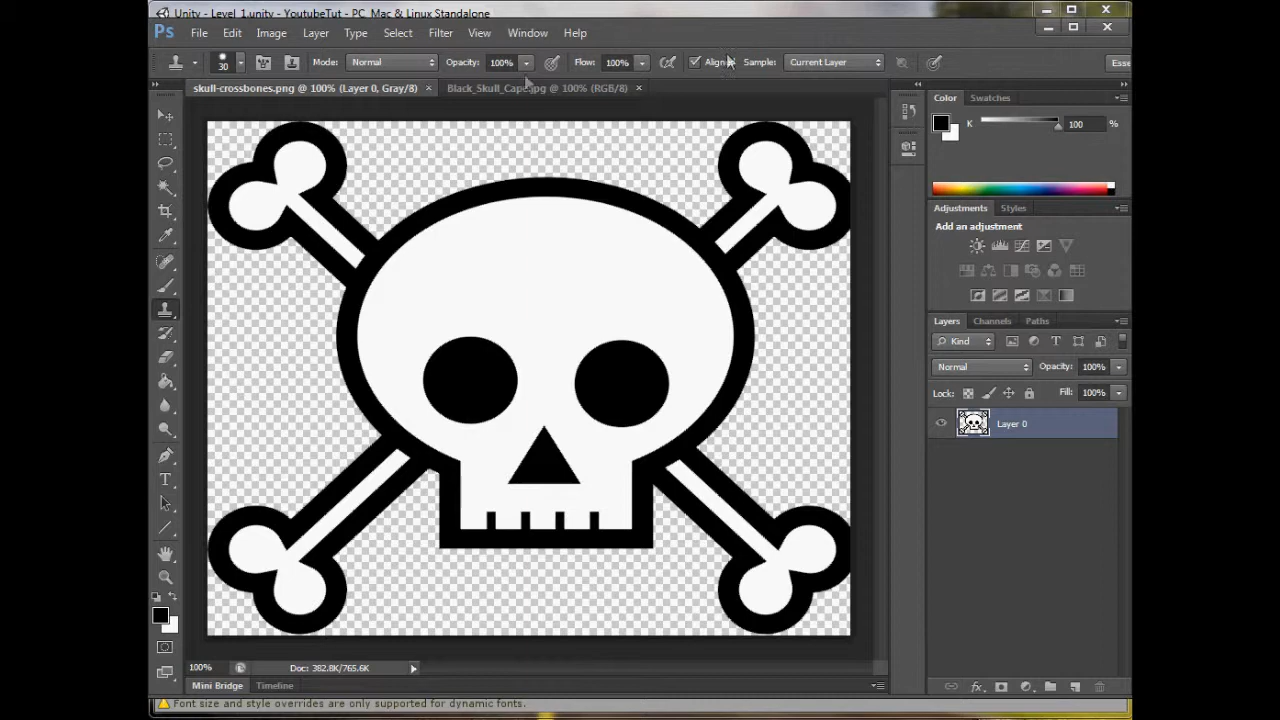 Unity - Level 1.unity - YoutubeTut - PC, Mac & Linux Standalone
Ps File Edit Image Layer Type Select Filter View Window Help
30 Mode: Normal Opacity: 100% Flow: 100% Aligned Sample: Current Layer Esse
skull-crossbones.png @ 100% (Layer 0, Gray/8) × Black_Skull_Cape.jpg @ 100% (RGB/8) ×
Color Swatches
K 100 %
Adjustments Styles
Add an adjustment
Layers Channels Paths
Kind
Normal Opacity: 100%
Lock: Fill: 100%
Layer 0
100% Doc: 382.8K/765.6K
Mini Bridge Timeline
Font size and style overrides are only supported for dynamic fonts.